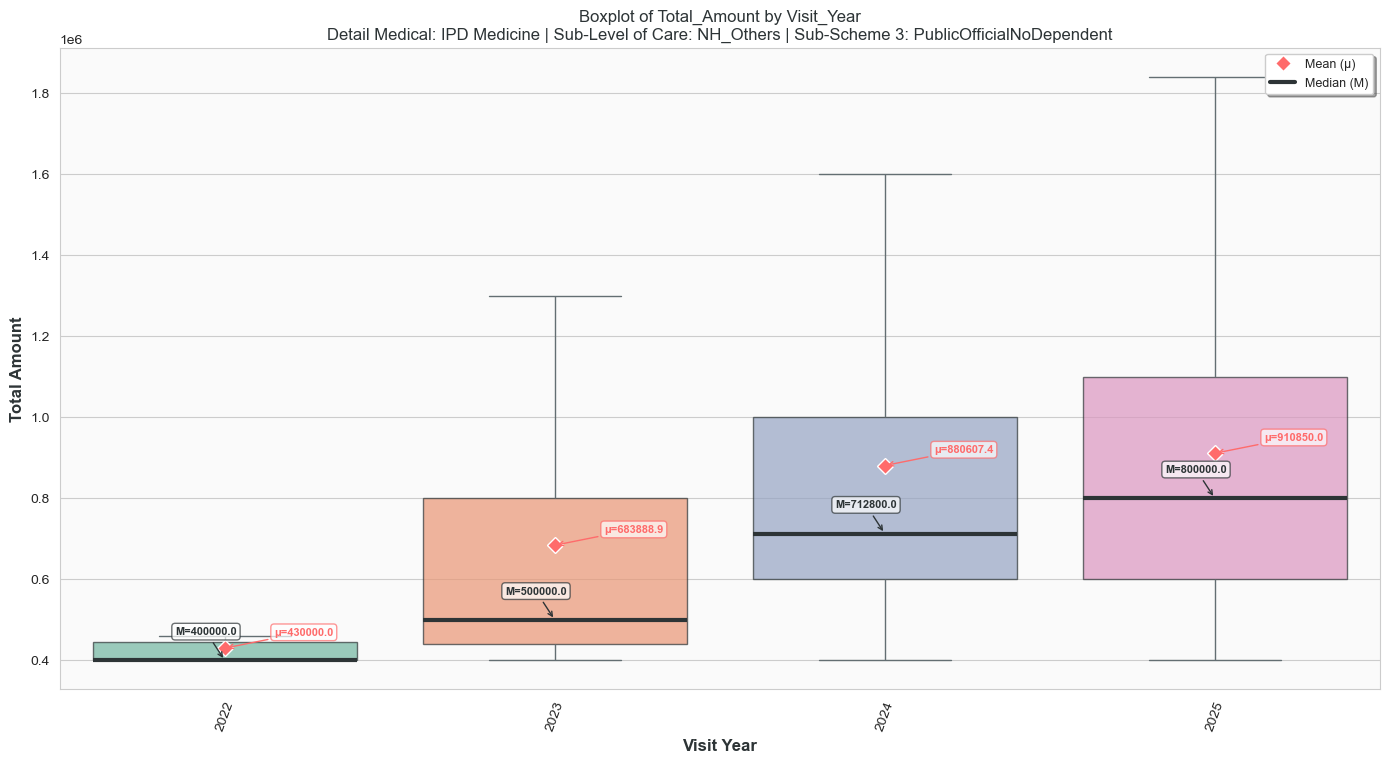 Boxplot of Total_Amount by Visit_Year
Detail Medical: IPD Medicine | Sub-Level of Care: NH_Others | Sub-Scheme 3: PublicOfficialNoDependent
1e6
Mean (μ)
Median (M)
1.8
1.6
1.4
1.2
1.0
0.8
0.6
0.4
Total Amount
M=400000.0
μ=430000.0
M=500000.0
μ=683888.9
M=712800.0
μ=880607.4
M=800000.0
μ=910850.0
2022
2023
2024
2025
Visit Year